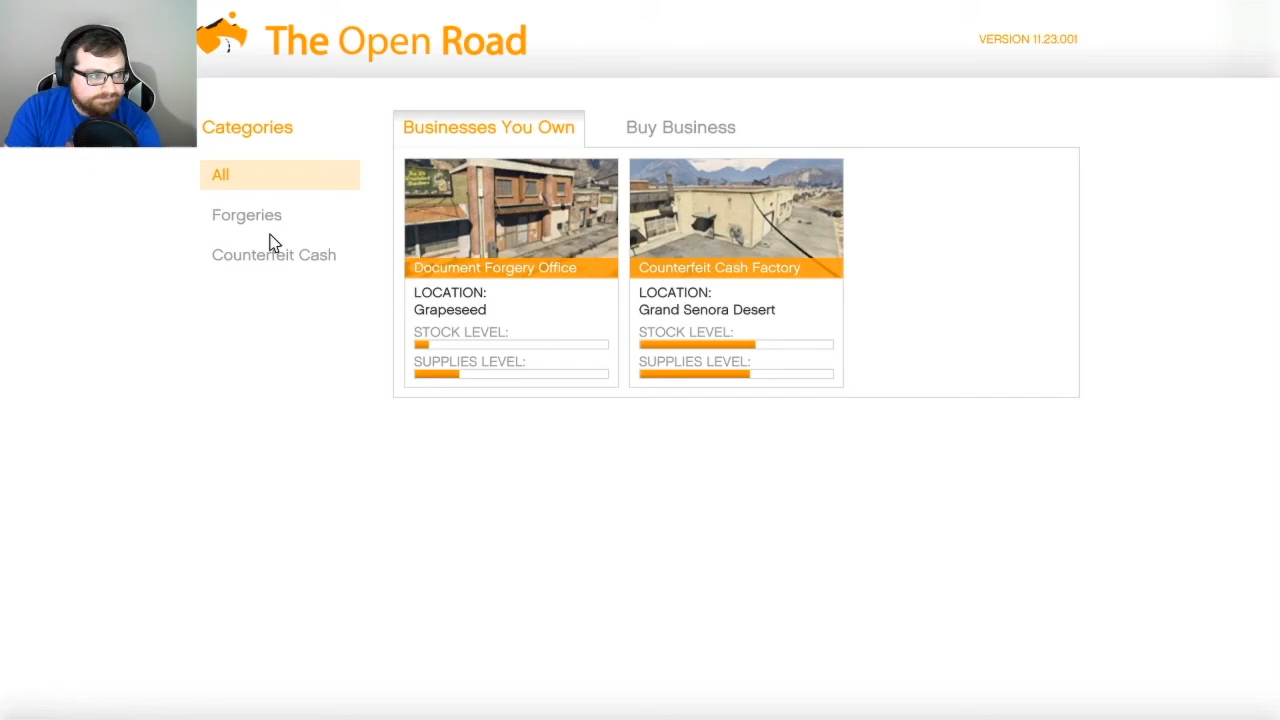 The Open Road
VERSION 11.23.001
Categories
All
Forgeries
Counterfeit Cash
Businesses You Own
Buy Business
Document Forgery Office
LOCATION:
Grapeseed
STOCK LEVEL:
SUPPLIES LEVEL:
Counterfeit Cash Factory
LOCATION:
Grand Senora Desert
STOCK LEVEL:
SUPPLIES LEVEL: